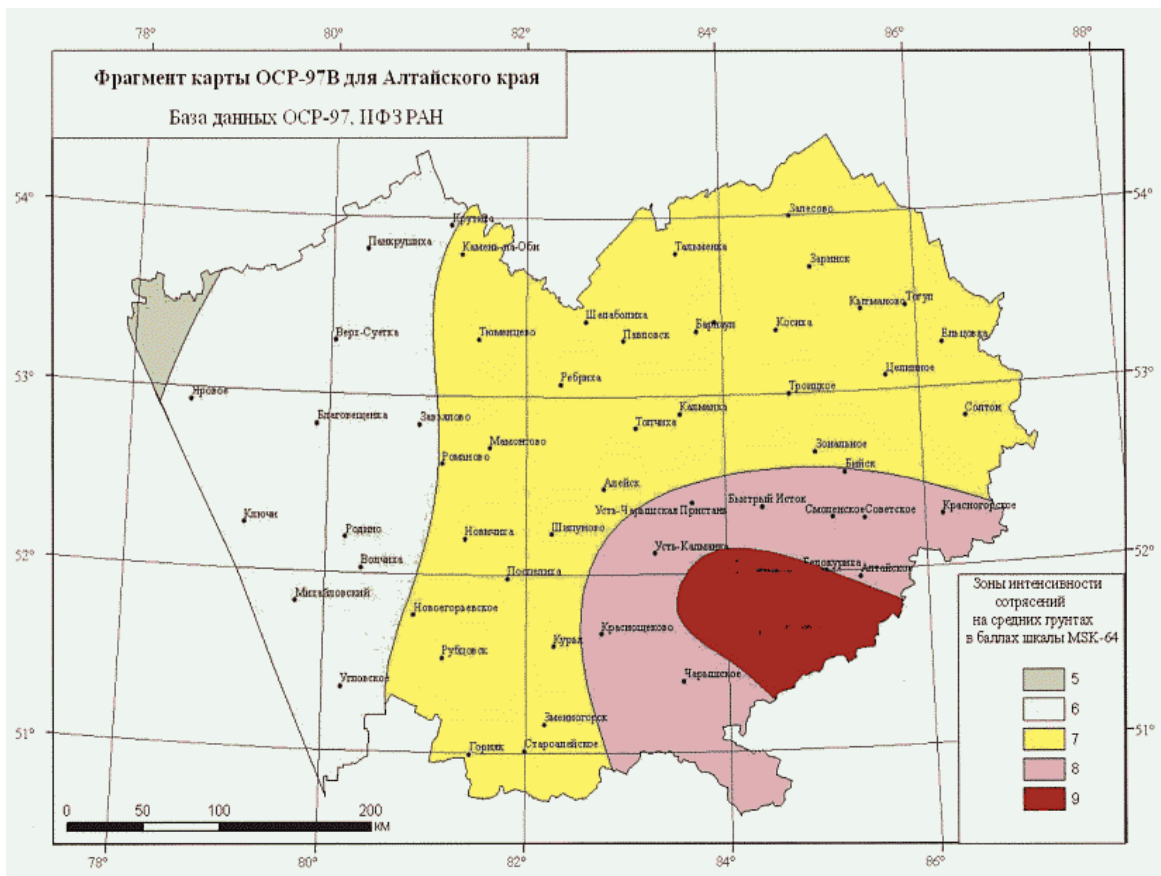 78° 80° 82° 84° 86° 88°
Фрагмент карты ОСР-97В для Алтайского края
База данных ОСР-97, ИФЗ РАН
54° 54°
Залесово
Крутиха
Панкрушиха
Камень-на-Оби
Тальменка
Заринск
Тогул
Кытманово
Шелаболиха
Барнаул
Косиха
Верх-Суетка
Тюменцево
Павловск
Ельцовка
53° 53°
Целинное
Ребриха
Троицкое
Яровое
Калманка
Солтон
Благовещенка
Завьялово
Топчиха
Мамонтово
Зональное
Романово
Бийск
Алейск
Быстрый Исток
Усть-Чарышская Пристань
Смоленское
Советское
Красногорское
Ключи
Родино
Новичиха
Шипуново
52° 52°
Усть-Калманка
Волчиха
Белокуриха
Алтайское
Поспелиха
Михайловский
Новоегорьевское
Краснощеково
Курья
Рубцовск
Чарышское
Угловское
Змеиногорск
51° 51°
Горняк
Староалейское
Зоны интенсивности
сотрясений
на средних грунтах
в баллах шкалы MSK-64
5
6
7
8
9
0 50 100 200
км
78° 80° 82° 84° 86°